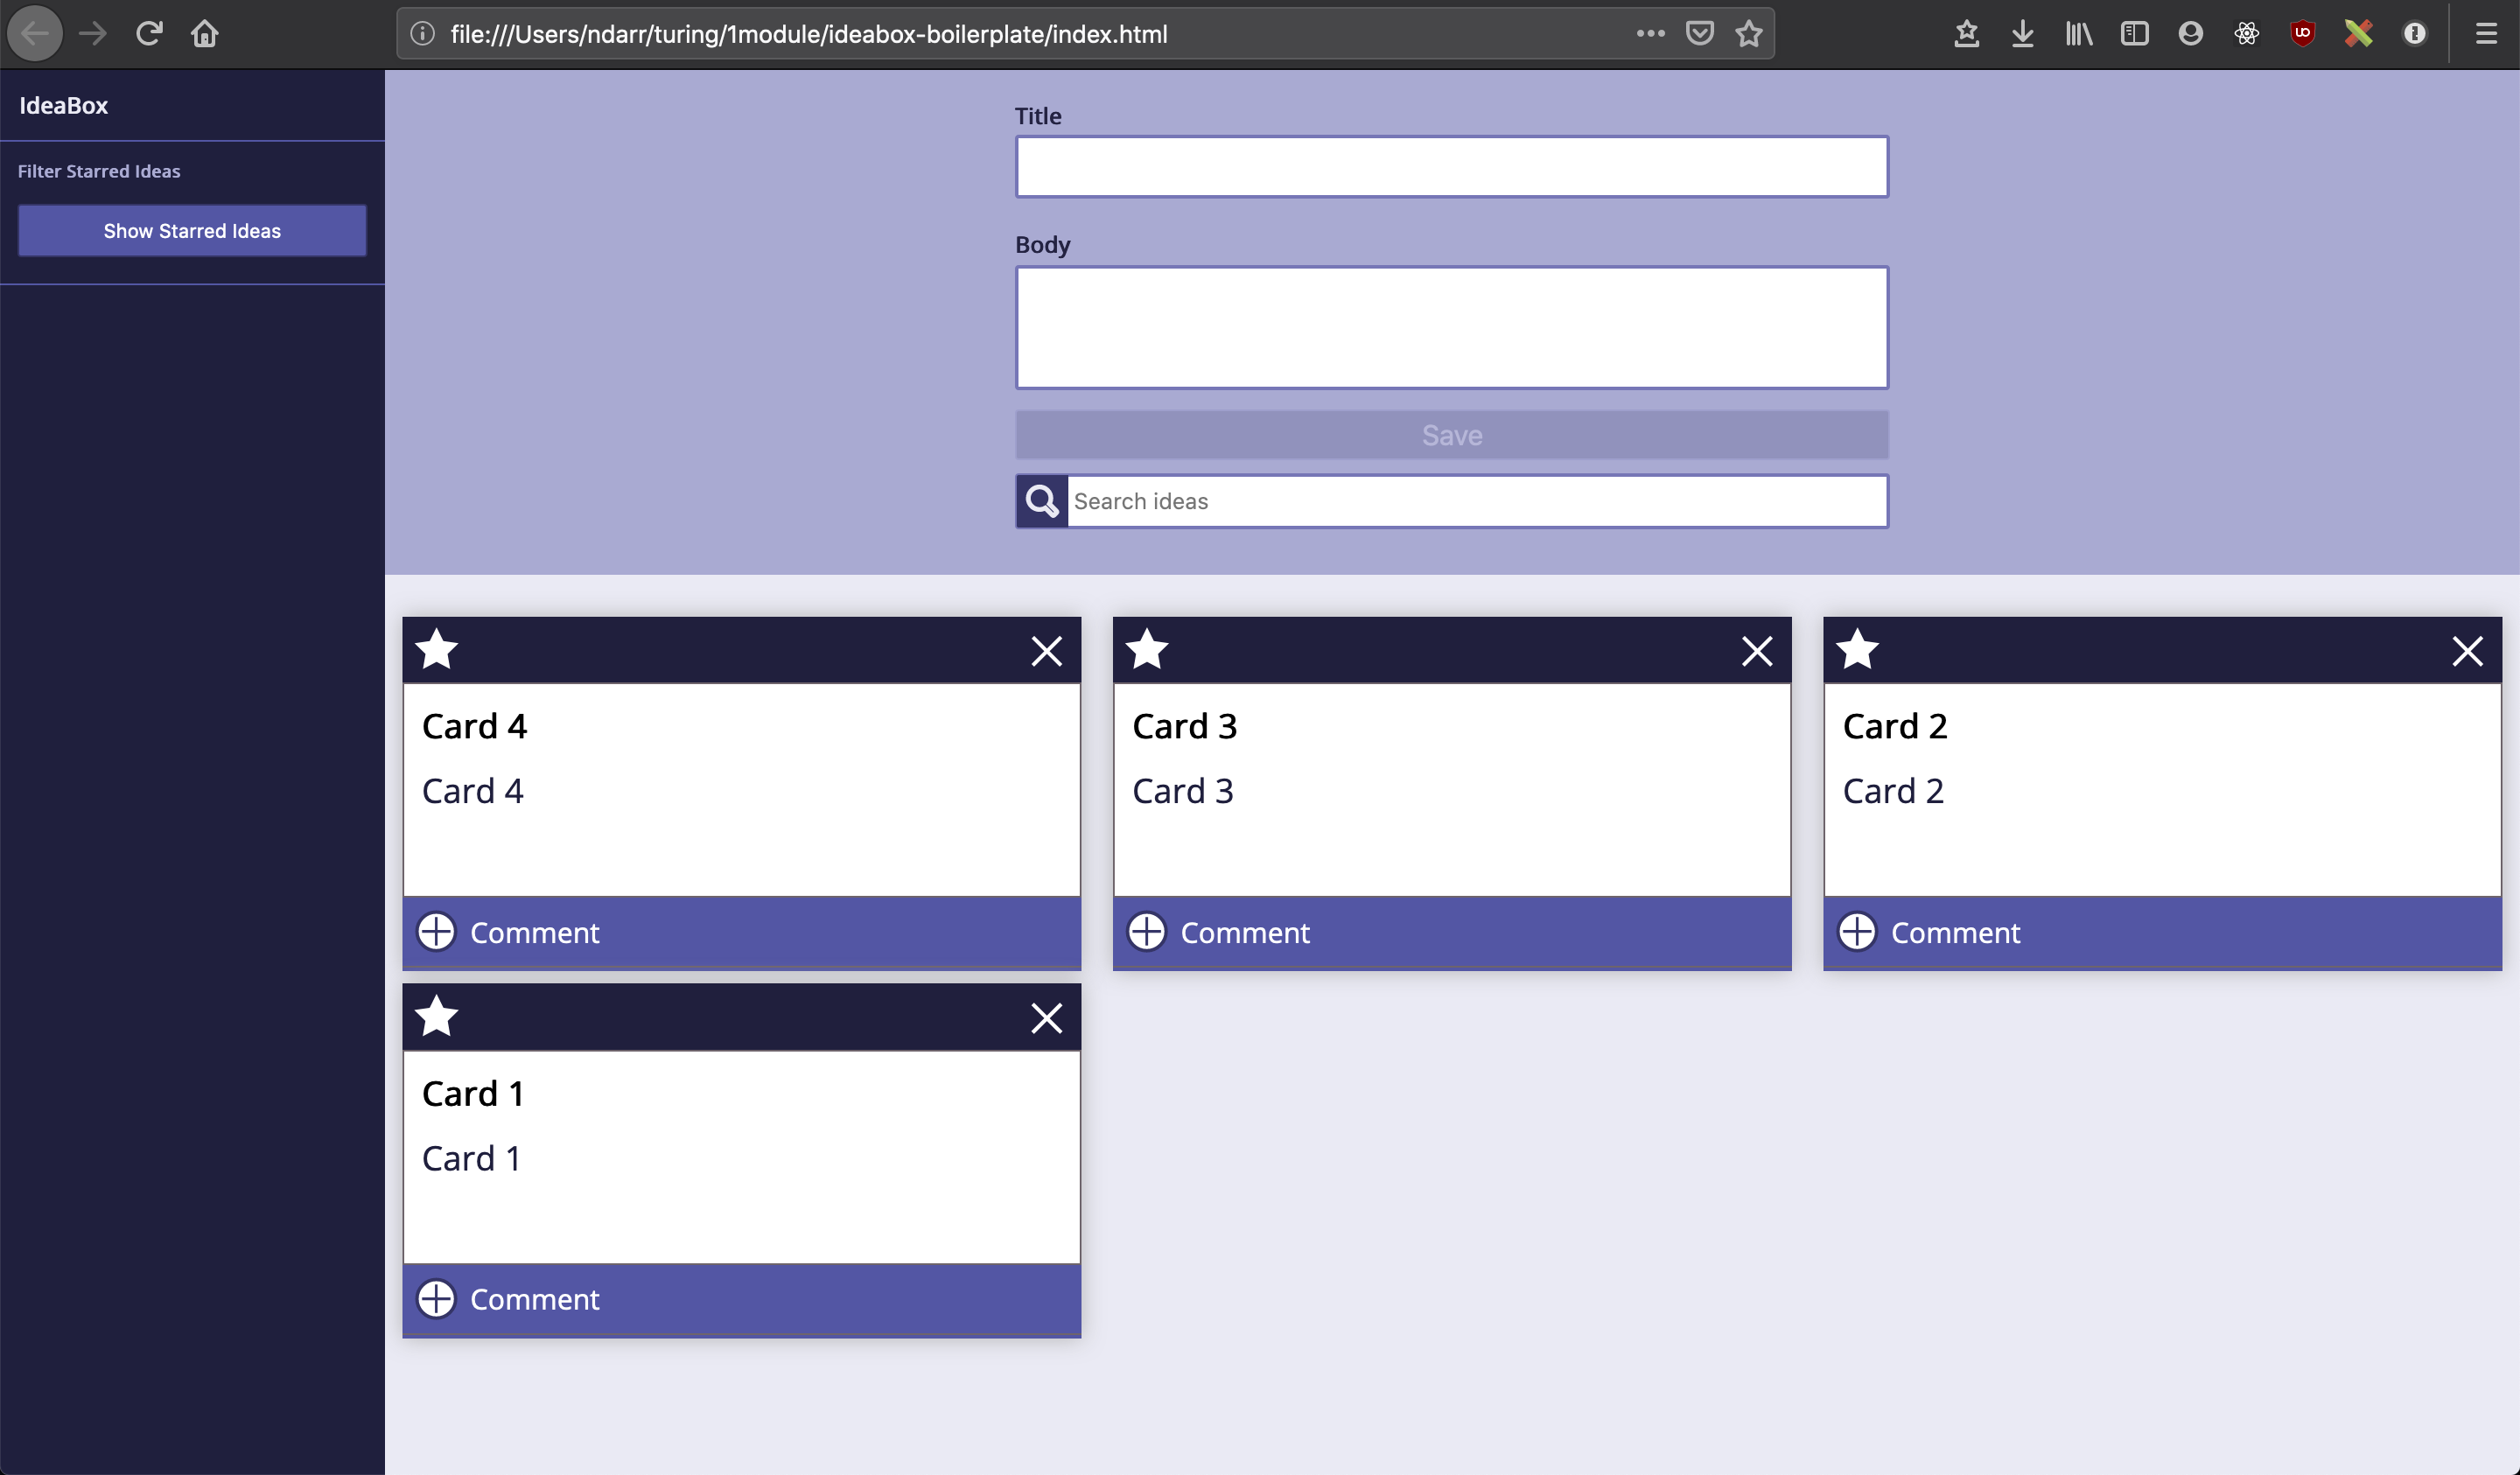 file:///Users/ndarr/turing/1module/ideabox-boilerplate/index.html
IdeaBox
Filter Starred Ideas
Show Starred Ideas
Title
Body
Save
Search ideas
Card 4
Card 4
Comment
Card 3
Card 3
Comment
Card 2
Card 2
Comment
Card 1
Card 1
Comment